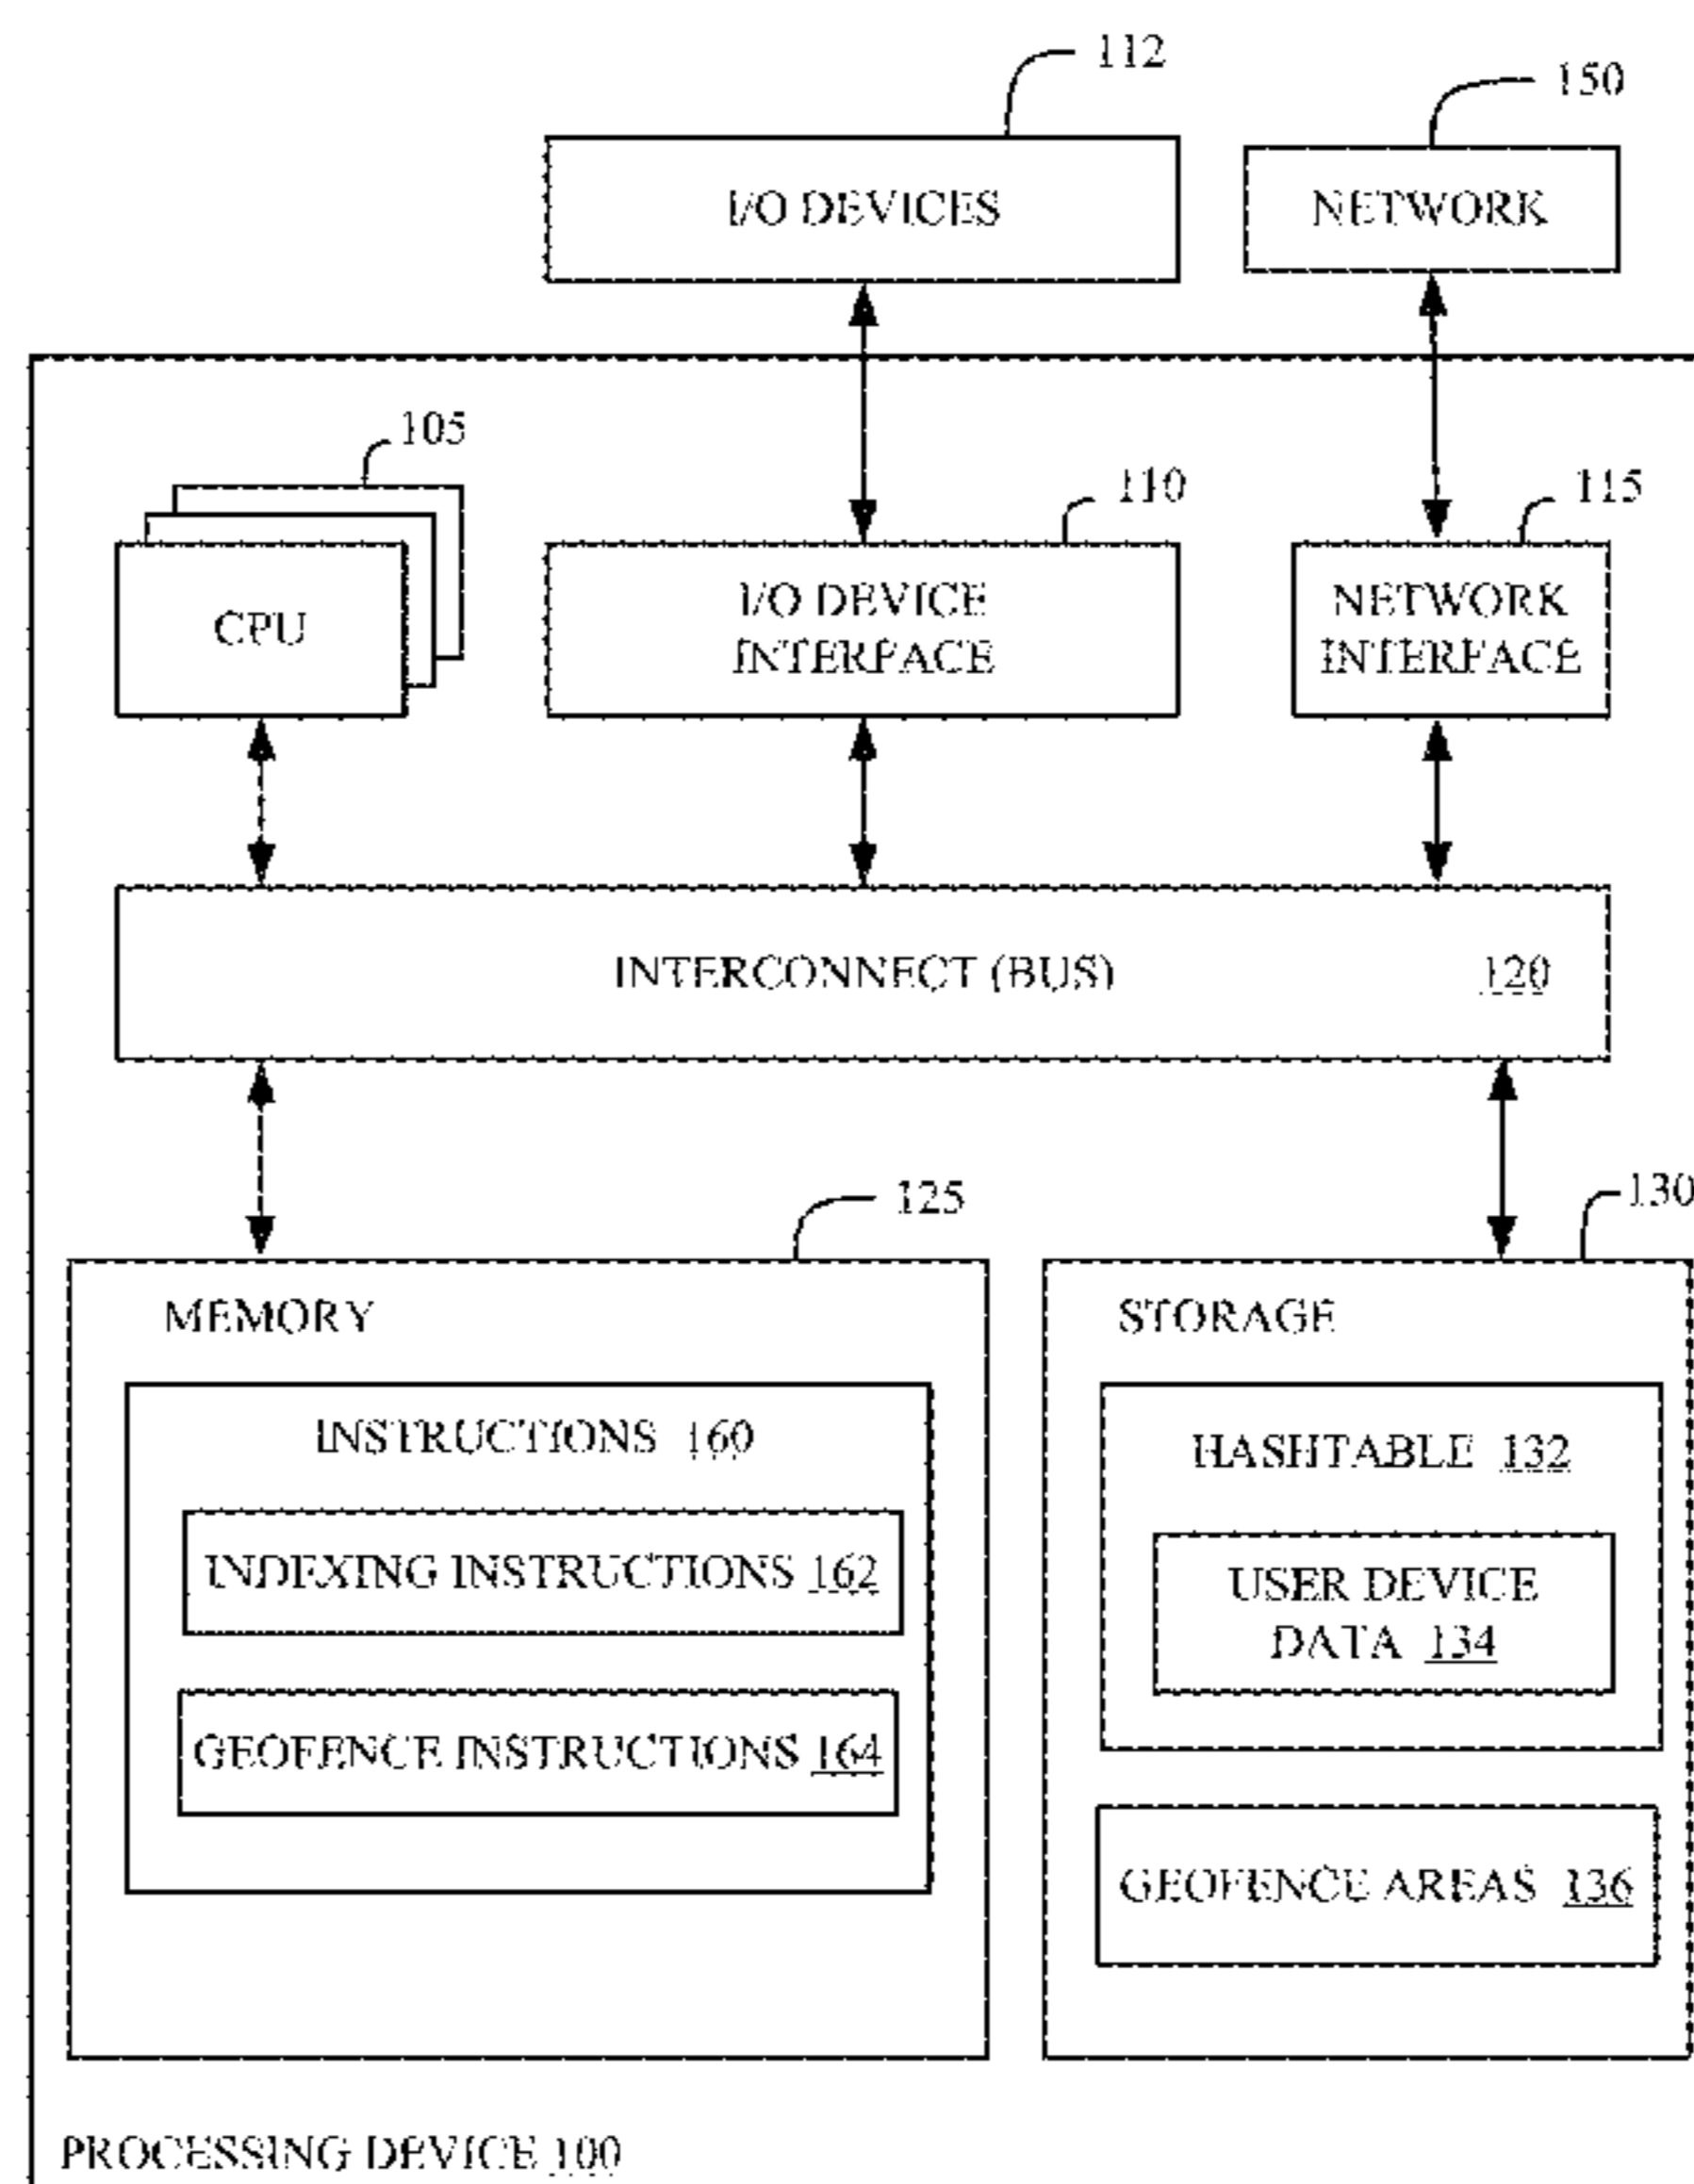 112
150
I/O DEVICES
NETWORK
105
110
115
CPU
I/O DEVICE
INTERFACE
NETWORK
INTERFACE
INTERCONNECT (BUS) 120
125
130
MEMORY
INSTRUCTIONS 160
INDEXING INSTRUCTIONS 162
GEOFENCE INSTRUCTIONS 164
STORAGE
HASHTABLE 132
USER DEVICE
DATA 134
GEOFENCE AREAS 136
PROCESSING DEVICE 100